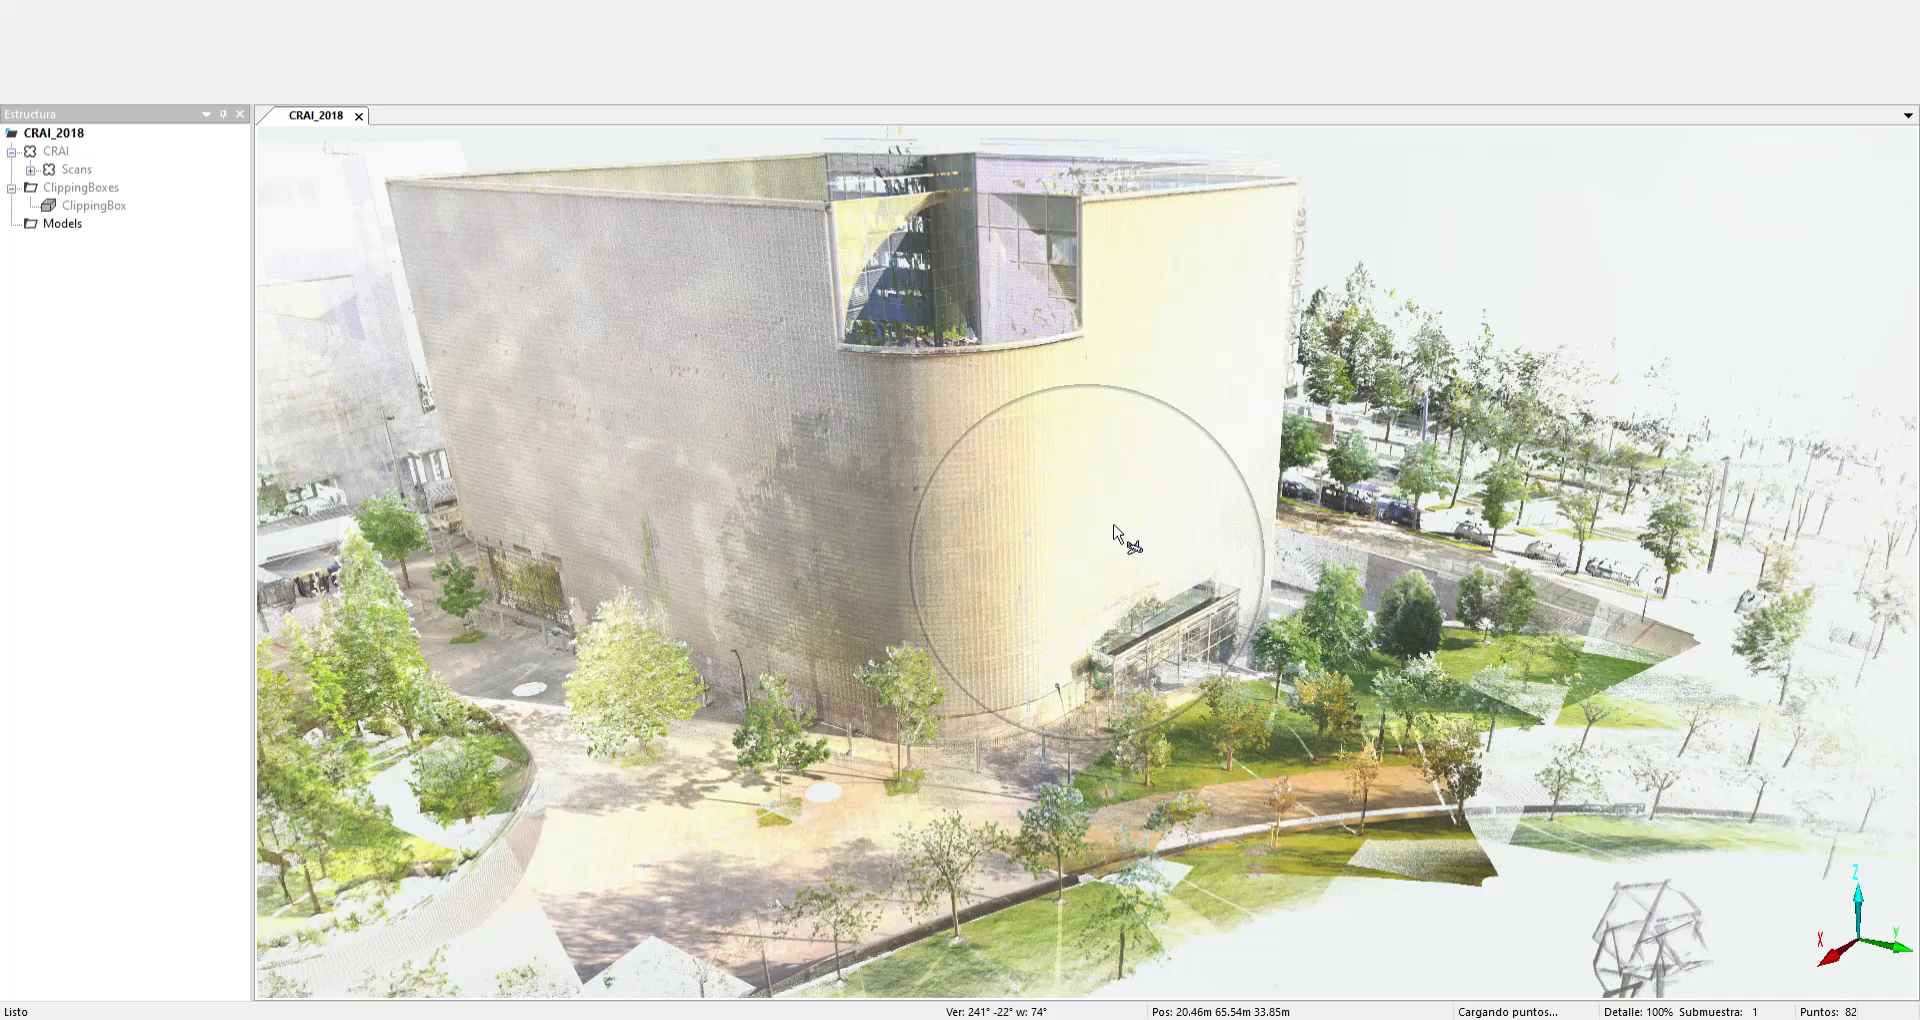 Estructura
CRAI_2018
CRAI_2018
CRAI
Scans
ClippingBoxes
ClippingBox
Models
Z
X
Y
Listo
Ver: 241° -22° w: 74°
Pos: 20.46m 65.54m 33.85m
Cargando puntos...
Detalle: 100% Submuestra: 1
Puntos: 82